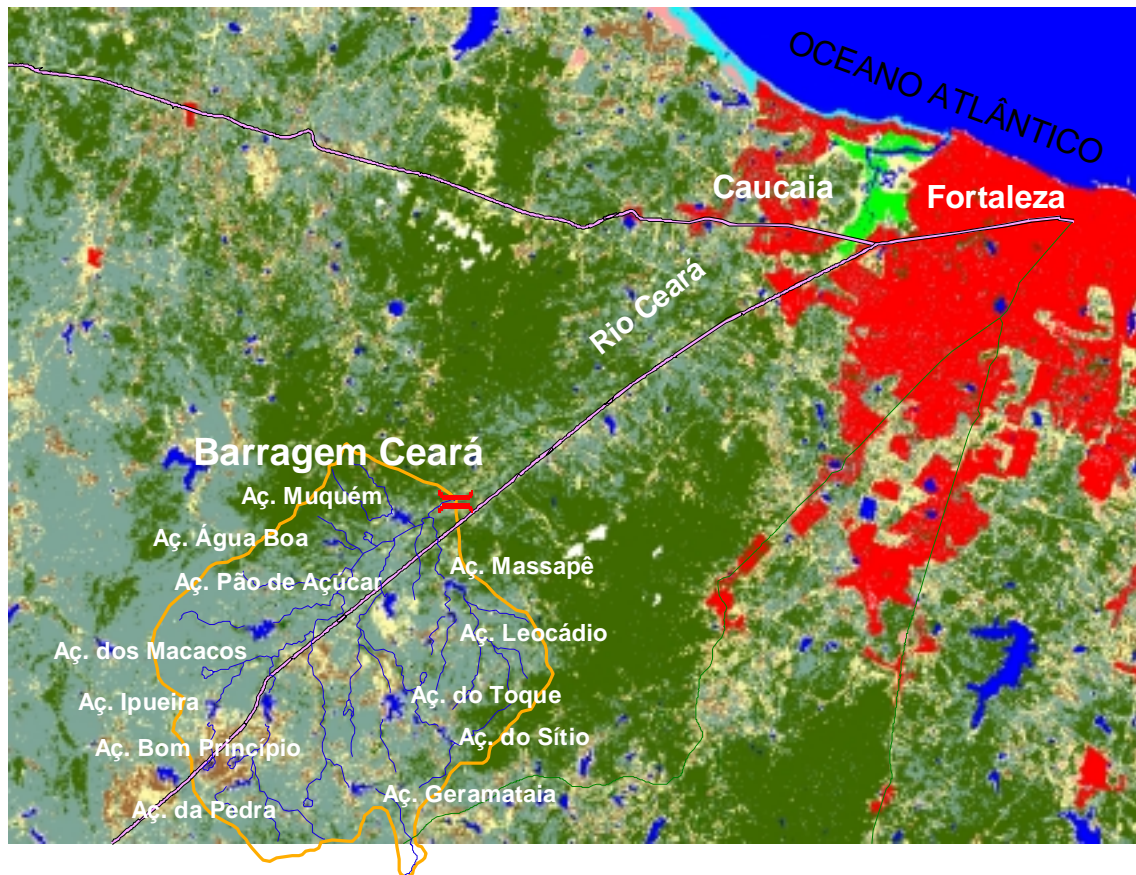 OCEANO ATLÂNTICO
Caucaia
Fortaleza
Rio Ceará
Barragem Ceará
Aç. Muquém
Aç. Água Boa
Aç. Massapê
Aç. Pão de Açúcar
Aç. Leocádio
Aç. dos Macacos
Aç. do Toque
Aç. Ipueira
Aç. do Sítio
Aç. Bom Princípio
Aç. Geramataia
Aç. da Pedra